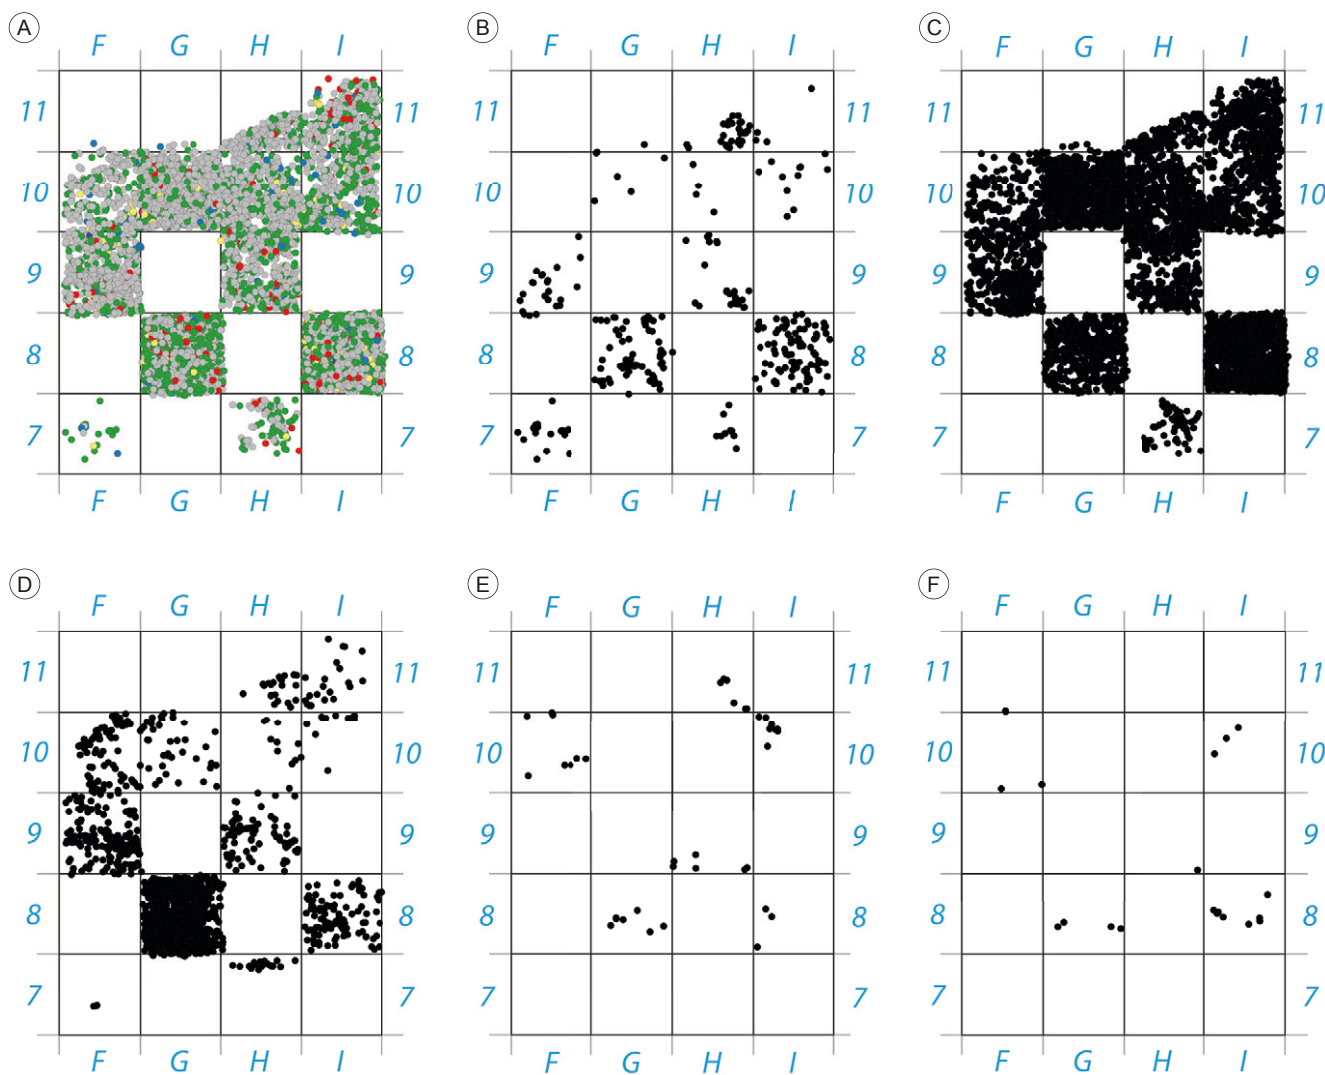 A B C
F G H I F G H I F G H I
11 11 11 11 11 11
10 10 10 10 10 10
9 9 9 9 9 9
8 8 8 8 8 8
7 7 7 7 7 7
F G H I F G H I F G H I
D E F
F G H I F G H I F G H I
11 11 11 11 11 11
10 10 10 10 10 10
9 9 9 9 9 9
8 8 8 8 8 8
7 7 7 7 7 7
F G H I F G H I F G H I